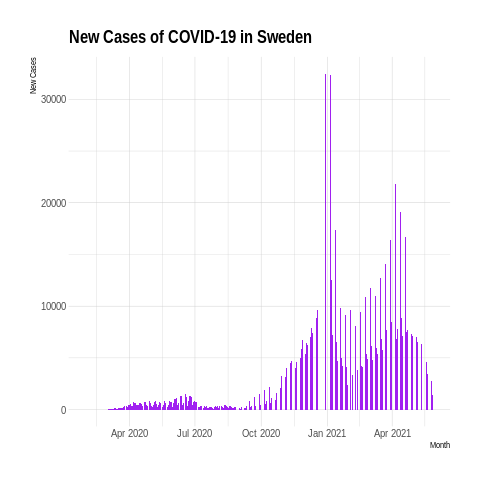 New Cases of COVID-19 in Sweden
New Cases
30000
20000
10000
0
Apr 2020 Jul 2020 Oct 2020 Jan 2021 Apr 2021
Month